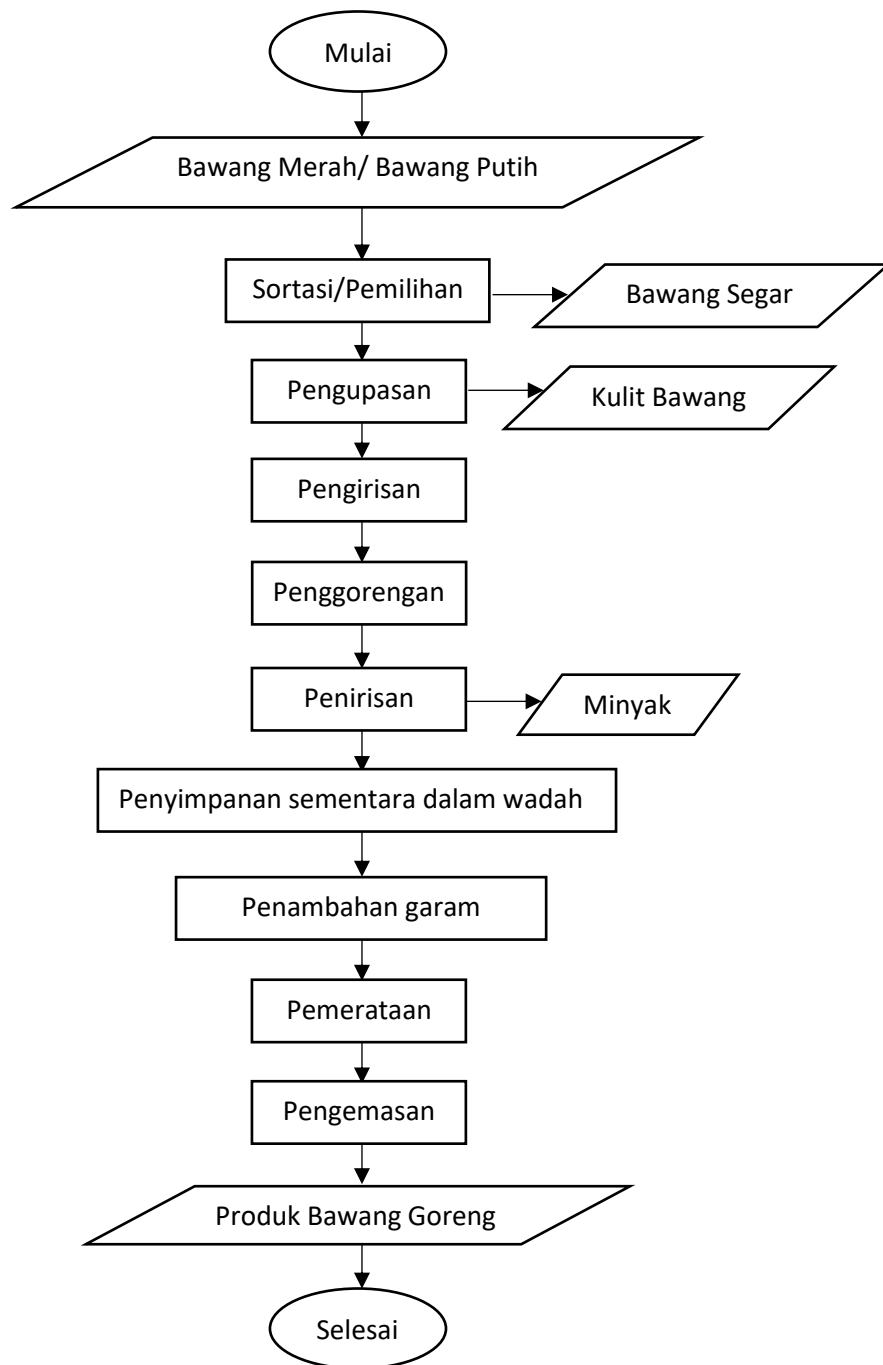 Mulai
Bawang Merah/ Bawang Putih
Sortasi/Pemilihan
Bawang Segar
Pengupasan
Kulit Bawang
Pengirisan
Penggorengan
Penirisan
Minyak
Penyimpanan sementara dalam wadah
Penambahan garam
Pemerataan
Pengemasan
Produk Bawang Goreng
Selesai